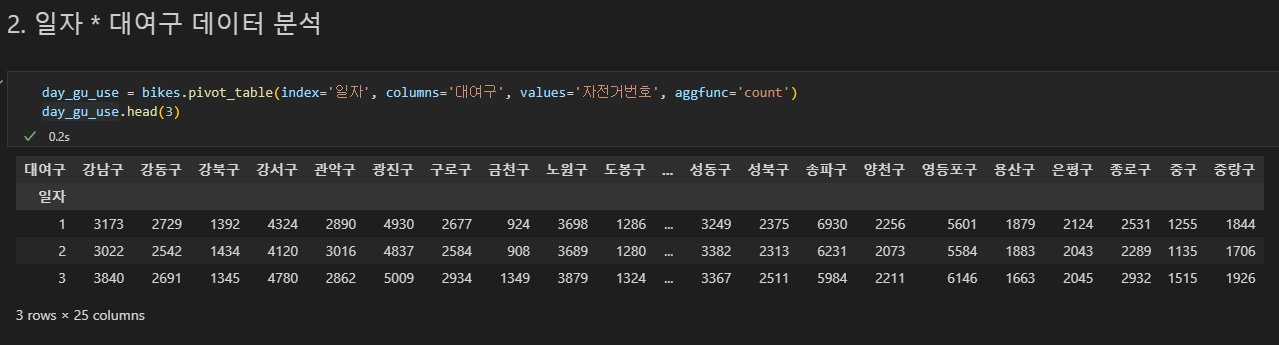 2. 일자 * 대여구 데이터 분석
day_gu_use = bikes.pivot_table(index='일자', columns='대여구', values='자전거번호', aggfunc='count')
day_gu_use.head(3)
0.2s
대여구 강남구 강동구 강북구 강서구 관악구 광진구 구로구 금천구 노원구 도봉구 ... 성동구 성북구 송파구 양천구 영등포구 용산구 은평구 종로구 중구 중랑구
일자
1 3173 2729 1392 4324 2890 4930 2677 924 3698 1286 ... 3249 2375 6930 2256 5601 1879 2124 2531 1255 1844
2 3022 2542 1434 4120 3016 4837 2584 908 3689 1280 ... 3382 2313 6231 2073 5584 1883 2043 2289 1135 1706
3 3840 2691 1345 4780 2862 5009 2934 1349 3879 1324 ... 3367 2511 5984 2211 6146 1663 2045 2932 1515 1926
3 rows × 25 columns